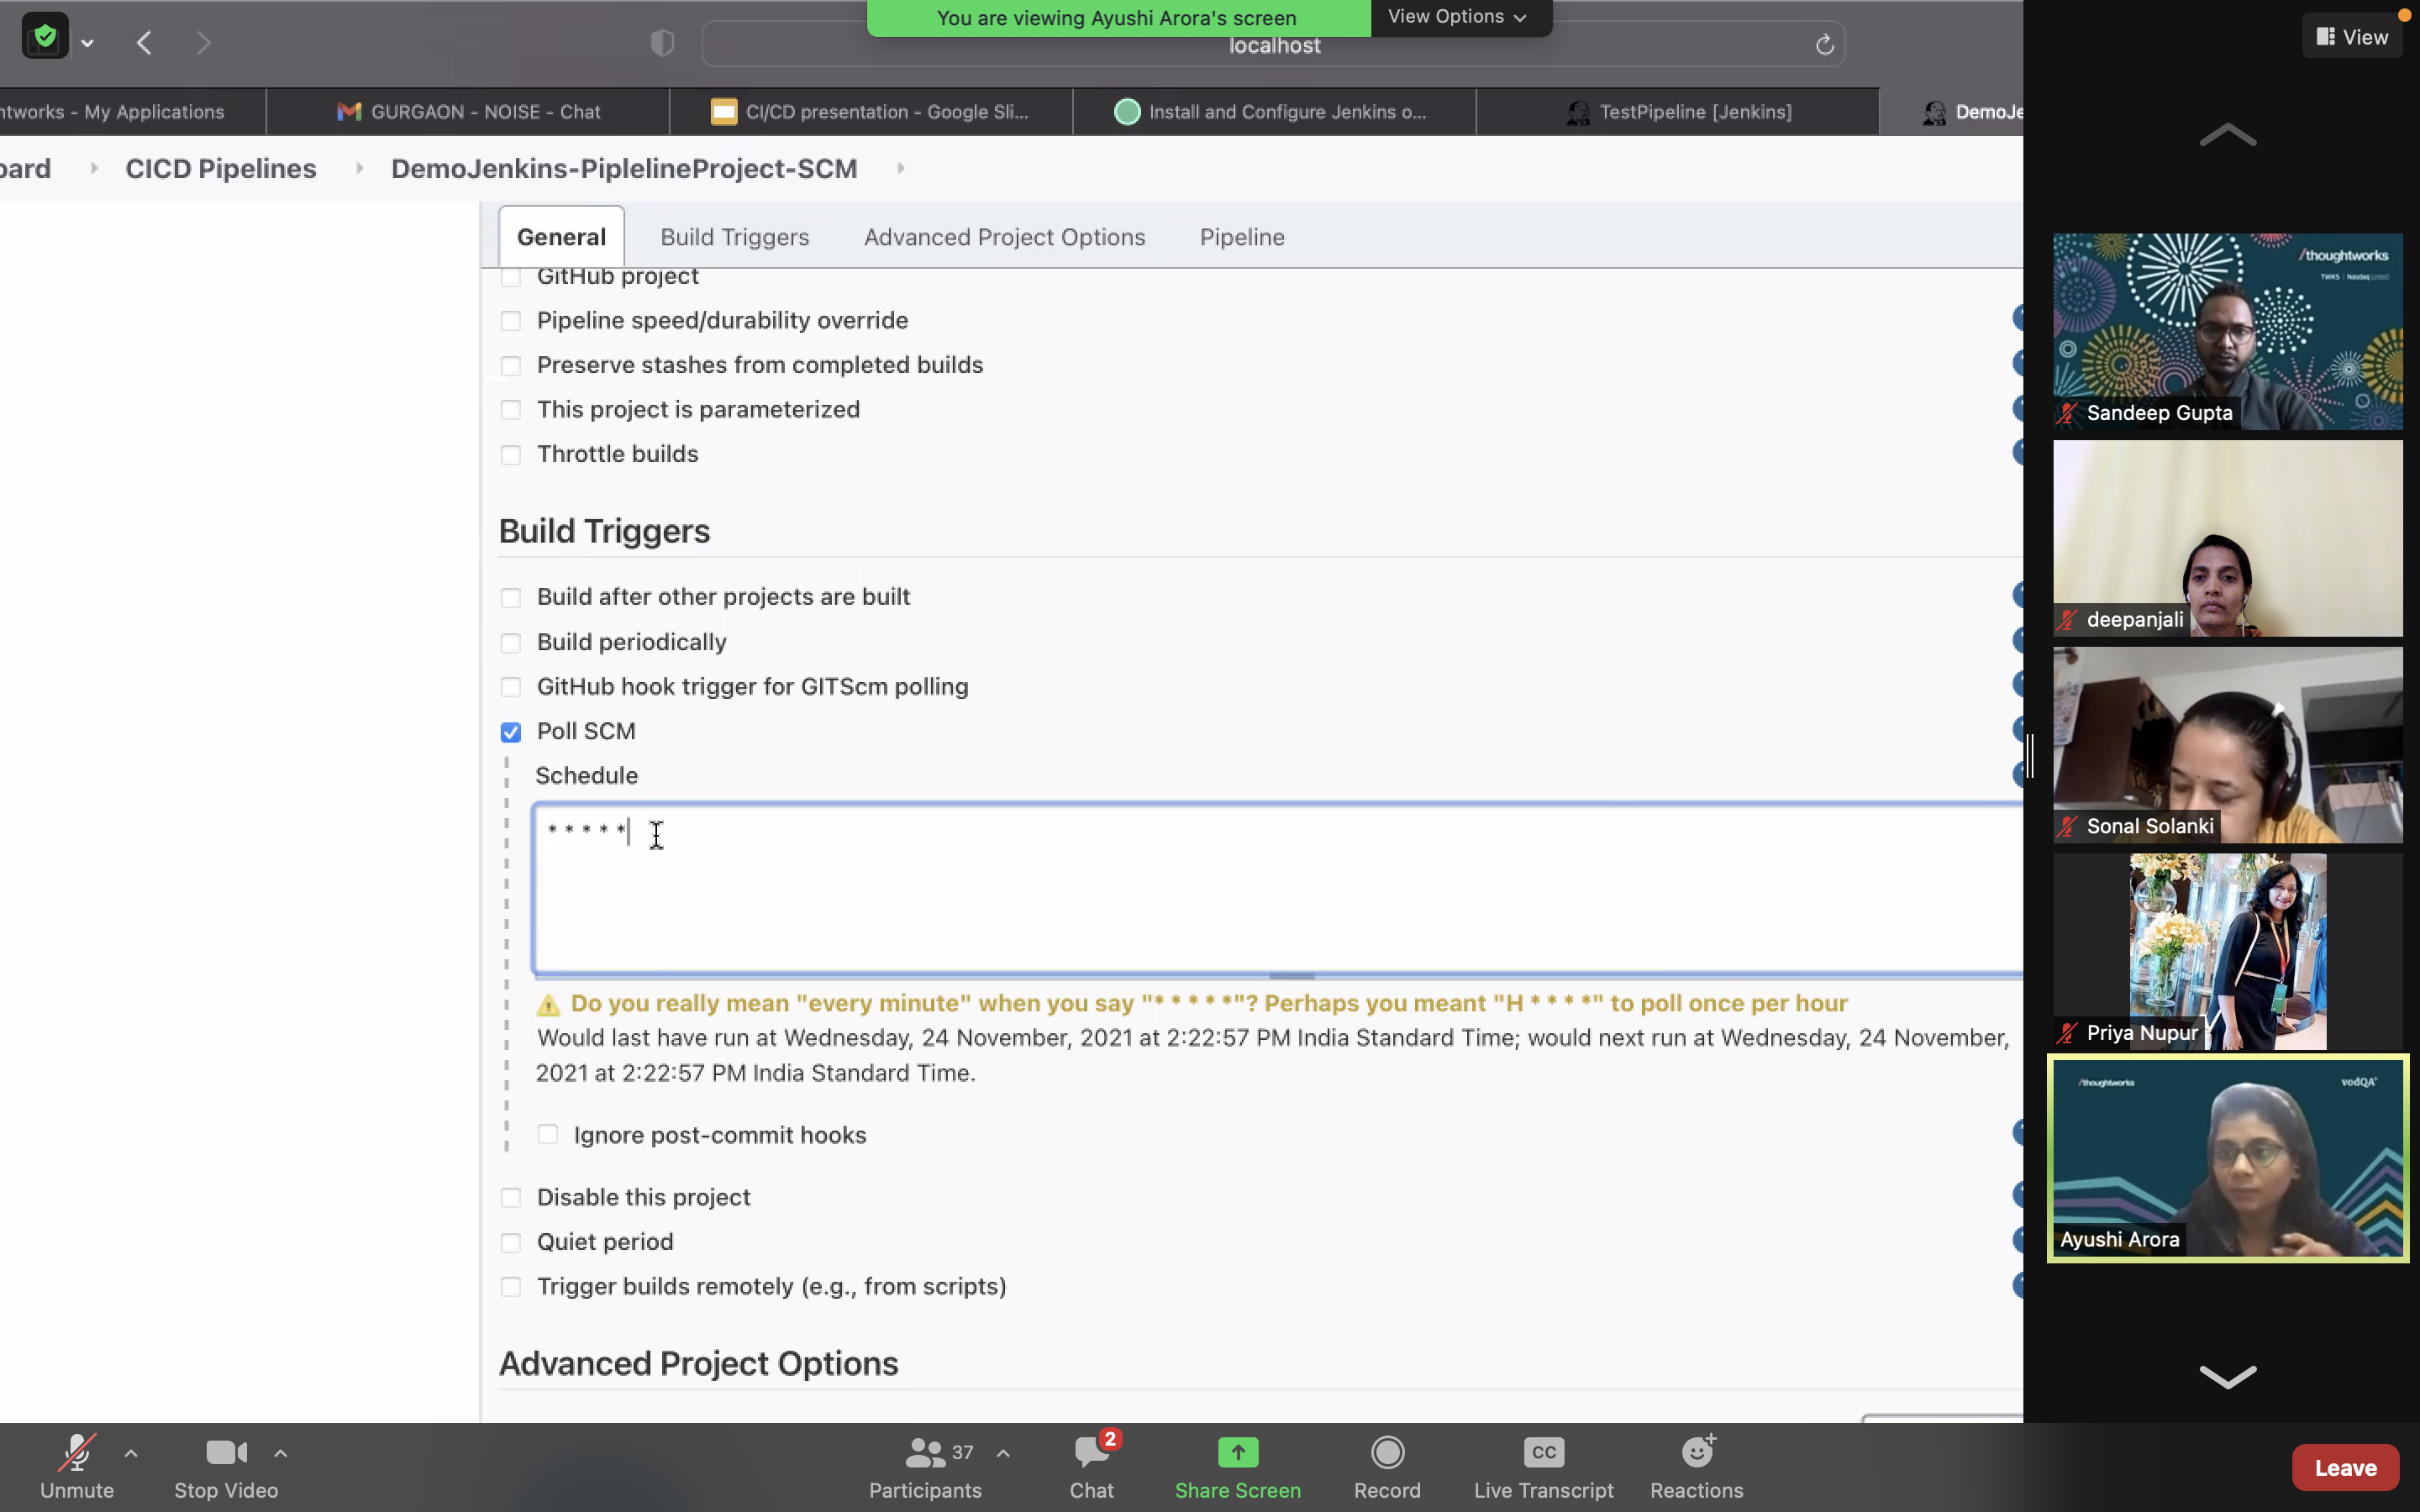 You are viewing Ayushi Arora's screen
View Options
localhost
View
ntworks - My Applications
GURGAON - NOISE - Chat
CI/CD presentation - Google Sli...
Install and Configure Jenkins o...
TestPipeline [Jenkins]
DemoJe
oard
CICD Pipelines
DemoJenkins-PiplelineProject-SCM
General
Build Triggers
Advanced Project Options
Pipeline
GitHub project
Pipeline speed/durability override
Preserve stashes from completed builds
This project is parameterized
Throttle builds
Build Triggers
Build after other projects are built
Build periodically
GitHub hook trigger for GITScm polling
Poll SCM
Schedule
* * * * *
Do you really mean "every minute" when you say "* * * * *"? Perhaps you meant "H * * * *" to poll once per hour
Would last have run at Wednesday, 24 November, 2021 at 2:22:57 PM India Standard Time; would next run at Wednesday, 24 November,
2021 at 2:22:57 PM India Standard Time.
Ignore post-commit hooks
Disable this project
Quiet period
Trigger builds remotely (e.g., from scripts)
Advanced Project Options
/thoughtworks
TWKS | Nasdaq Listed
Sandeep Gupta
deepanjali
Sonal Solanki
Priya Nupur
/thoughtworks
vodQA
Ayushi Arora
Unmute
Stop Video
37
Participants
2
Chat
Share Screen
Record
CC
Live Transcript
Reactions
Leave